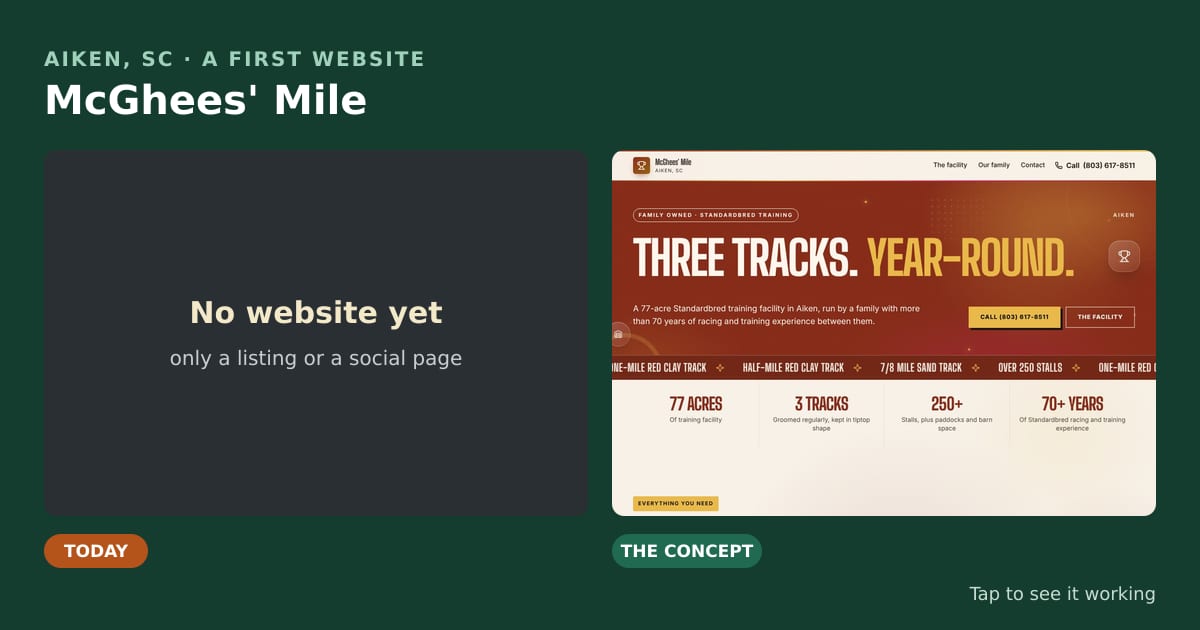 AIKEN, SC · A FIRST WEBSITE
McGhees' Mile
No website yet
only a listing or a social page
TODAY
McGhees' Mile
AIKEN, SC
The facility
Our family
Contact
Call (803) 617-8511
FAMILY OWNED · STANDARDBRED TRAINING
AIKEN
THREE TRACKS. YEAR-ROUND.
A 77-acre Standardbred training facility in Aiken, run by a family with more
than 70 years of racing and training experience between them.
CALL (803) 617-8511
THE FACILITY
ONE-MILE RED CLAY TRACK HALF-MILE RED CLAY TRACK 7/8 MILE SAND TRACK OVER 250 STALLS ONE-MILE RED
77 ACRES
Of training facility
3 TRACKS
Groomed regularly, kept in tiptop
shape
250+
Stalls, plus paddocks and barn
space
70+ YEARS
Of Standardbred racing and training
experience
EVERYTHING YOU NEED
THE CONCEPT
Tap to see it working